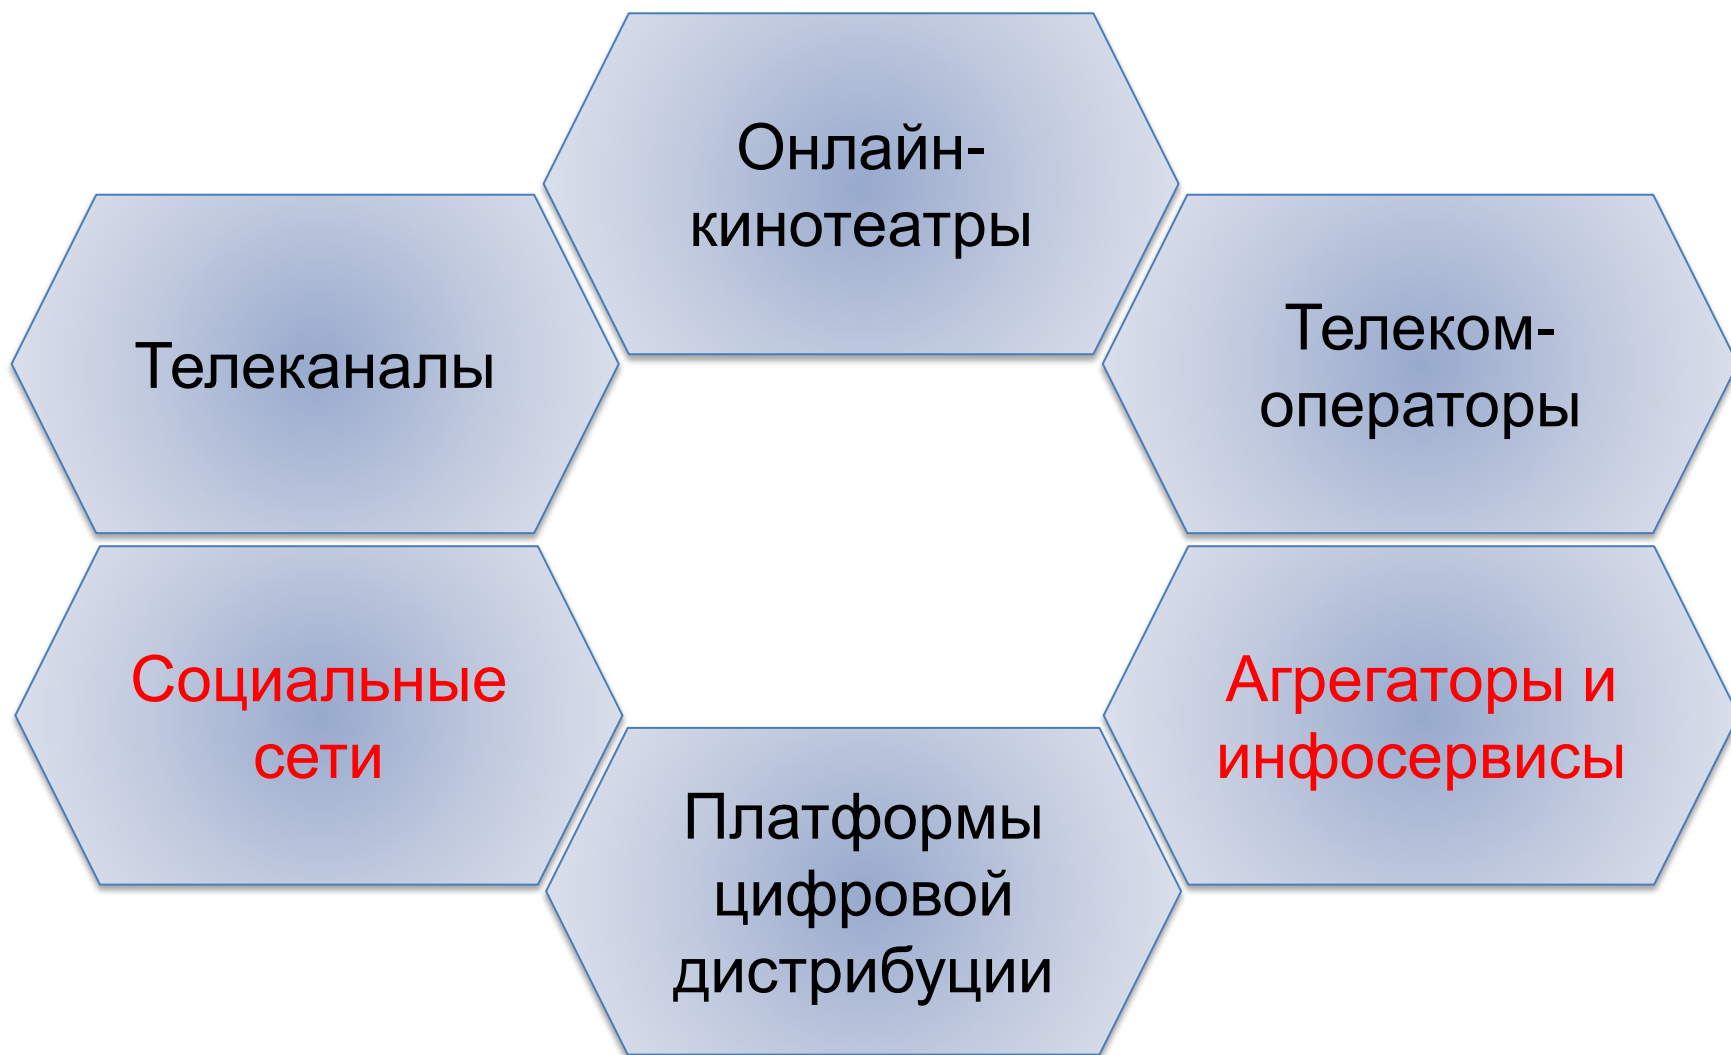 Онлайн-
кинотеатры
Телеканалы
Телеком-
операторы
Социальные
сети
Агрегаторы и
инфосервисы
Платформы
цифровой
дистрибуции